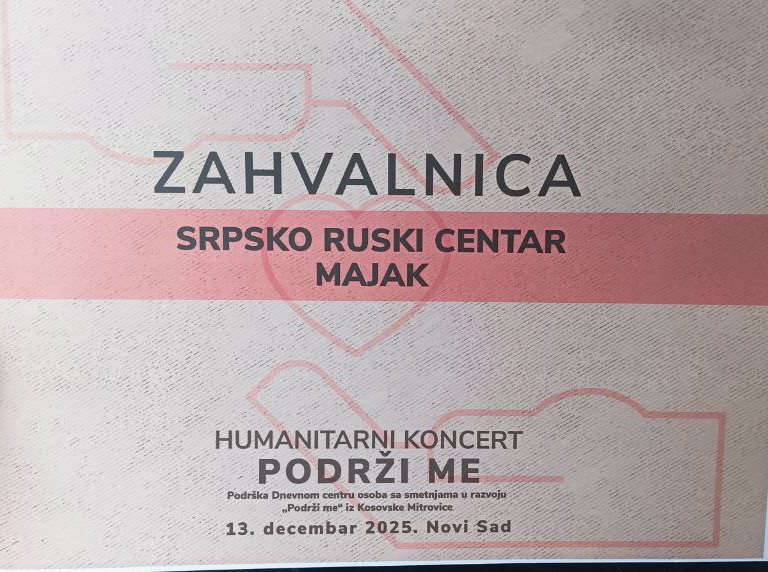 ZAHVALNICA
SRPSKO RUSKI CENTAR
MAJAK
HUMANITARNI KONCERT
PODRŽI ME
Podrška Dnevnom centru osoba sa smetnjama u razvoju
„Podrži me“ iz Kosovske Mitrovice
13. decembar 2025. Novi Sad